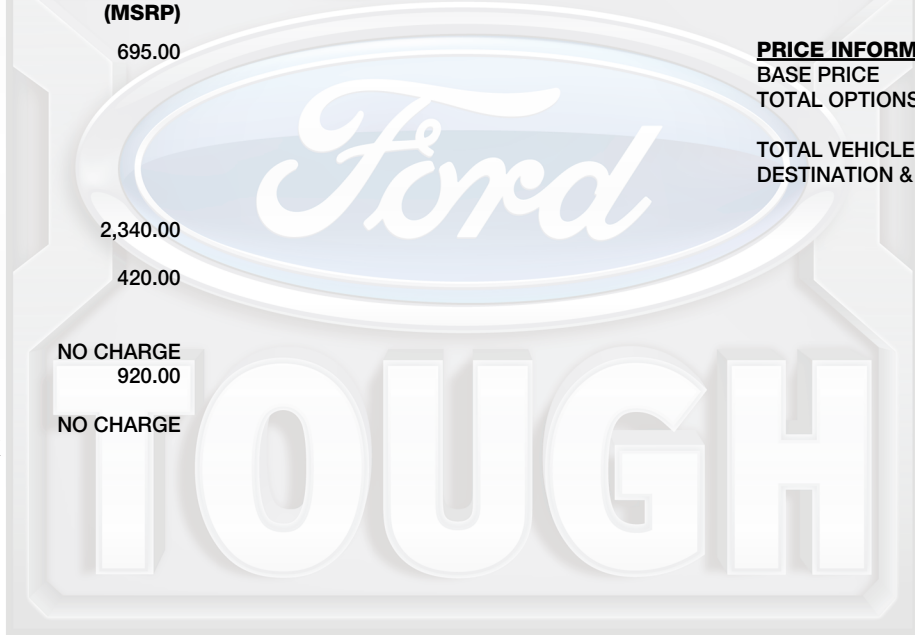 (MSRP)
695.00
2,340.00
420.00
NO CHARGE
920.00
NO CHARGE
PRICE INFORM
BASE PRICE
TOTAL OPTIONS
TOTAL VEHICLE
DESTINATION &
Ford
TOUGH